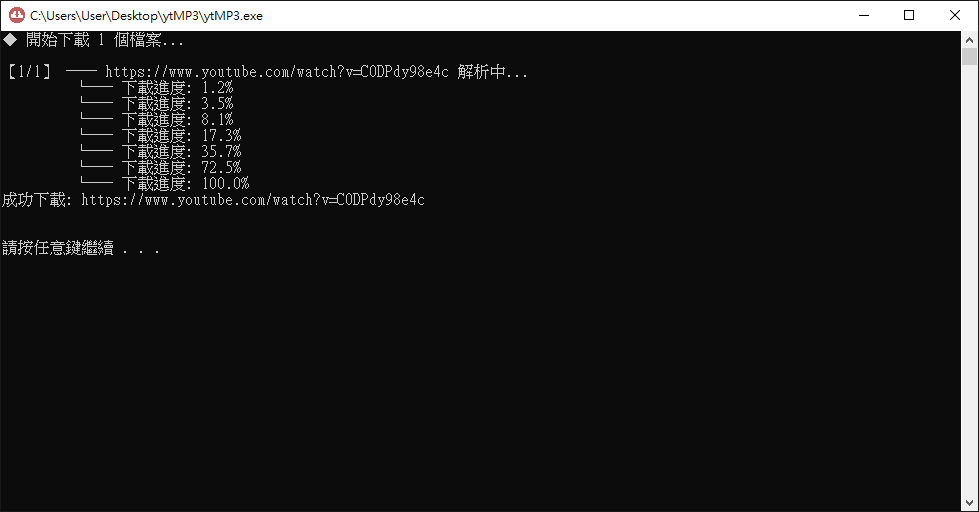 C:\Users\User\Desktop\ytMP3\ytMP3.exe
◆ 開始下載 1 個檔案...
【1/1】 ─── https://www.youtube.com/watch?v=CODPdy98e4c 解析中...
└── 下載進度: 1.2%
└── 下載進度: 3.5%
└── 下載進度: 8.1%
└── 下載進度: 17.3%
└── 下載進度: 35.7%
└── 下載進度: 72.5%
└── 下載進度: 100.0%
成功下載: https://www.youtube.com/watch?v=CODPdy98e4c
請按任意鍵繼續 . . .